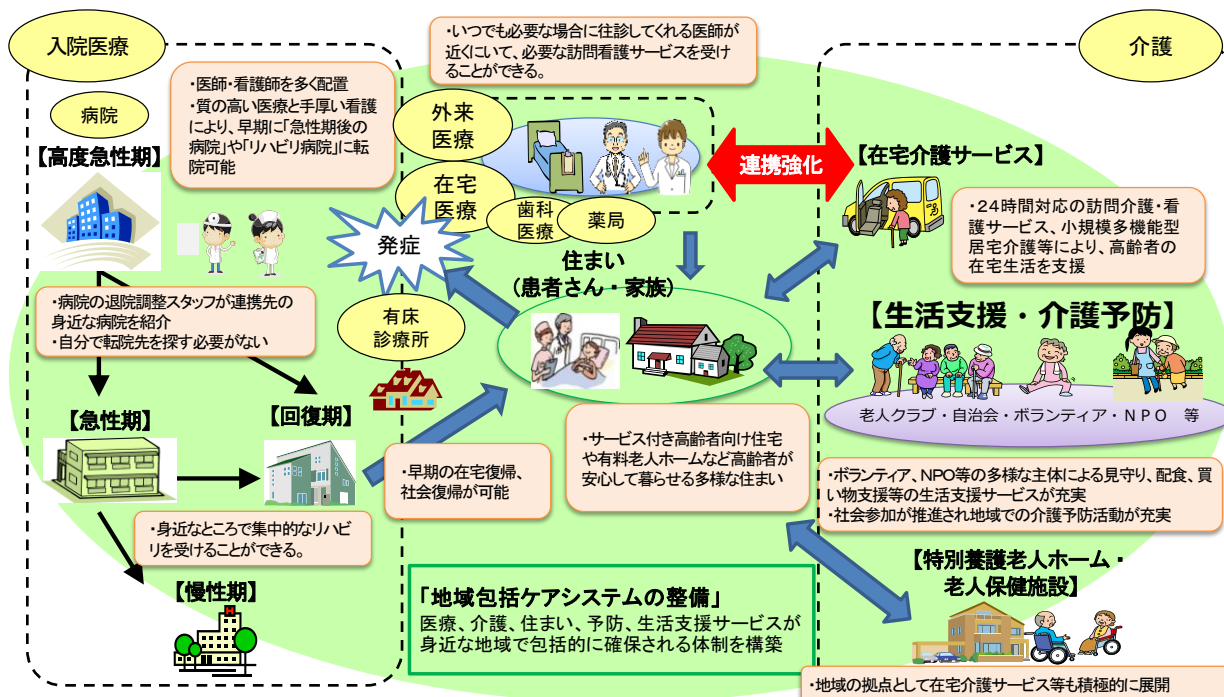 入院医療
病院
【高度急性期】
・医師・看護師を多く配置
・質の高い医療と手厚い看護
により、早期に「急性期後の
病院」や「リハビリ病院」に転
院可能
・病院の退院調整スタッフが連携先の
身近な病院を紹介
・自分で転院先を探す必要がない
【急性期】
【回復期】
・身近なところで集中的なリハビ
リを受けることができる。
【慢性期】
H
・いつでも必要な場合に往診してくれる医師が
近くにいて、必要な訪問看護サービスを受け
ることができる。
外来
医療
在宅
医療
歯科
医療
薬局
発症
有床
診療所
住まい
(患者さん・家族)
・早期の在宅復帰、
社会復帰が可能
・サービス付き高齢者向け住宅
や有料老人ホームなど高齢者が
安心して暮らせる多様な住まい
「地域包括ケアシステムの整備」
医療、介護、住まい、予防、生活支援サービスが
身近な地域で包括的に確保される体制を構築
連携強化
介護
【在宅介護サービス】
・24時間対応の訪問介護・看
護サービス、小規模多機能型
居宅介護等により、高齢者の
在宅生活を支援
【生活支援・介護予防】
老人クラブ・自治会・ボランティア・NPO 等
・ボランティア、NPO等の多様な主体による見守り、配食、買
い物支援等の生活支援サービスが充実
・社会参加が推進され地域での介護予防活動が充実
【特別養護老人ホーム・
老人保健施設】
・地域の拠点として在宅介護サービス等も積極的に展開